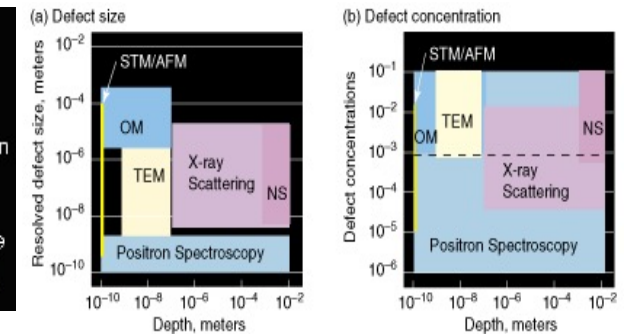 (a) Defect size
10⁻²
10⁻⁴
10⁻⁶
10⁻⁸
10⁻¹⁰
Resolved defect size, meters
STM/AFM
OM
TEM
X-ray
Scattering
NS
Positron Spectroscopy
10⁻¹⁰ 10⁻⁸ 10⁻⁶ 10⁻⁴ 10⁻²
Depth, meters
(b) Defect concentration
10⁻¹
10⁻²
10⁻³
10⁻⁴
10⁻⁵
10⁻⁶
Defect concentrations
STM/AFM
OM
TEM
NS
X-ray
Scattering
Positron Spectroscopy
10⁻¹⁰ 10⁻⁸ 10⁻⁶ 10⁻⁴ 10⁻²
Depth, meters